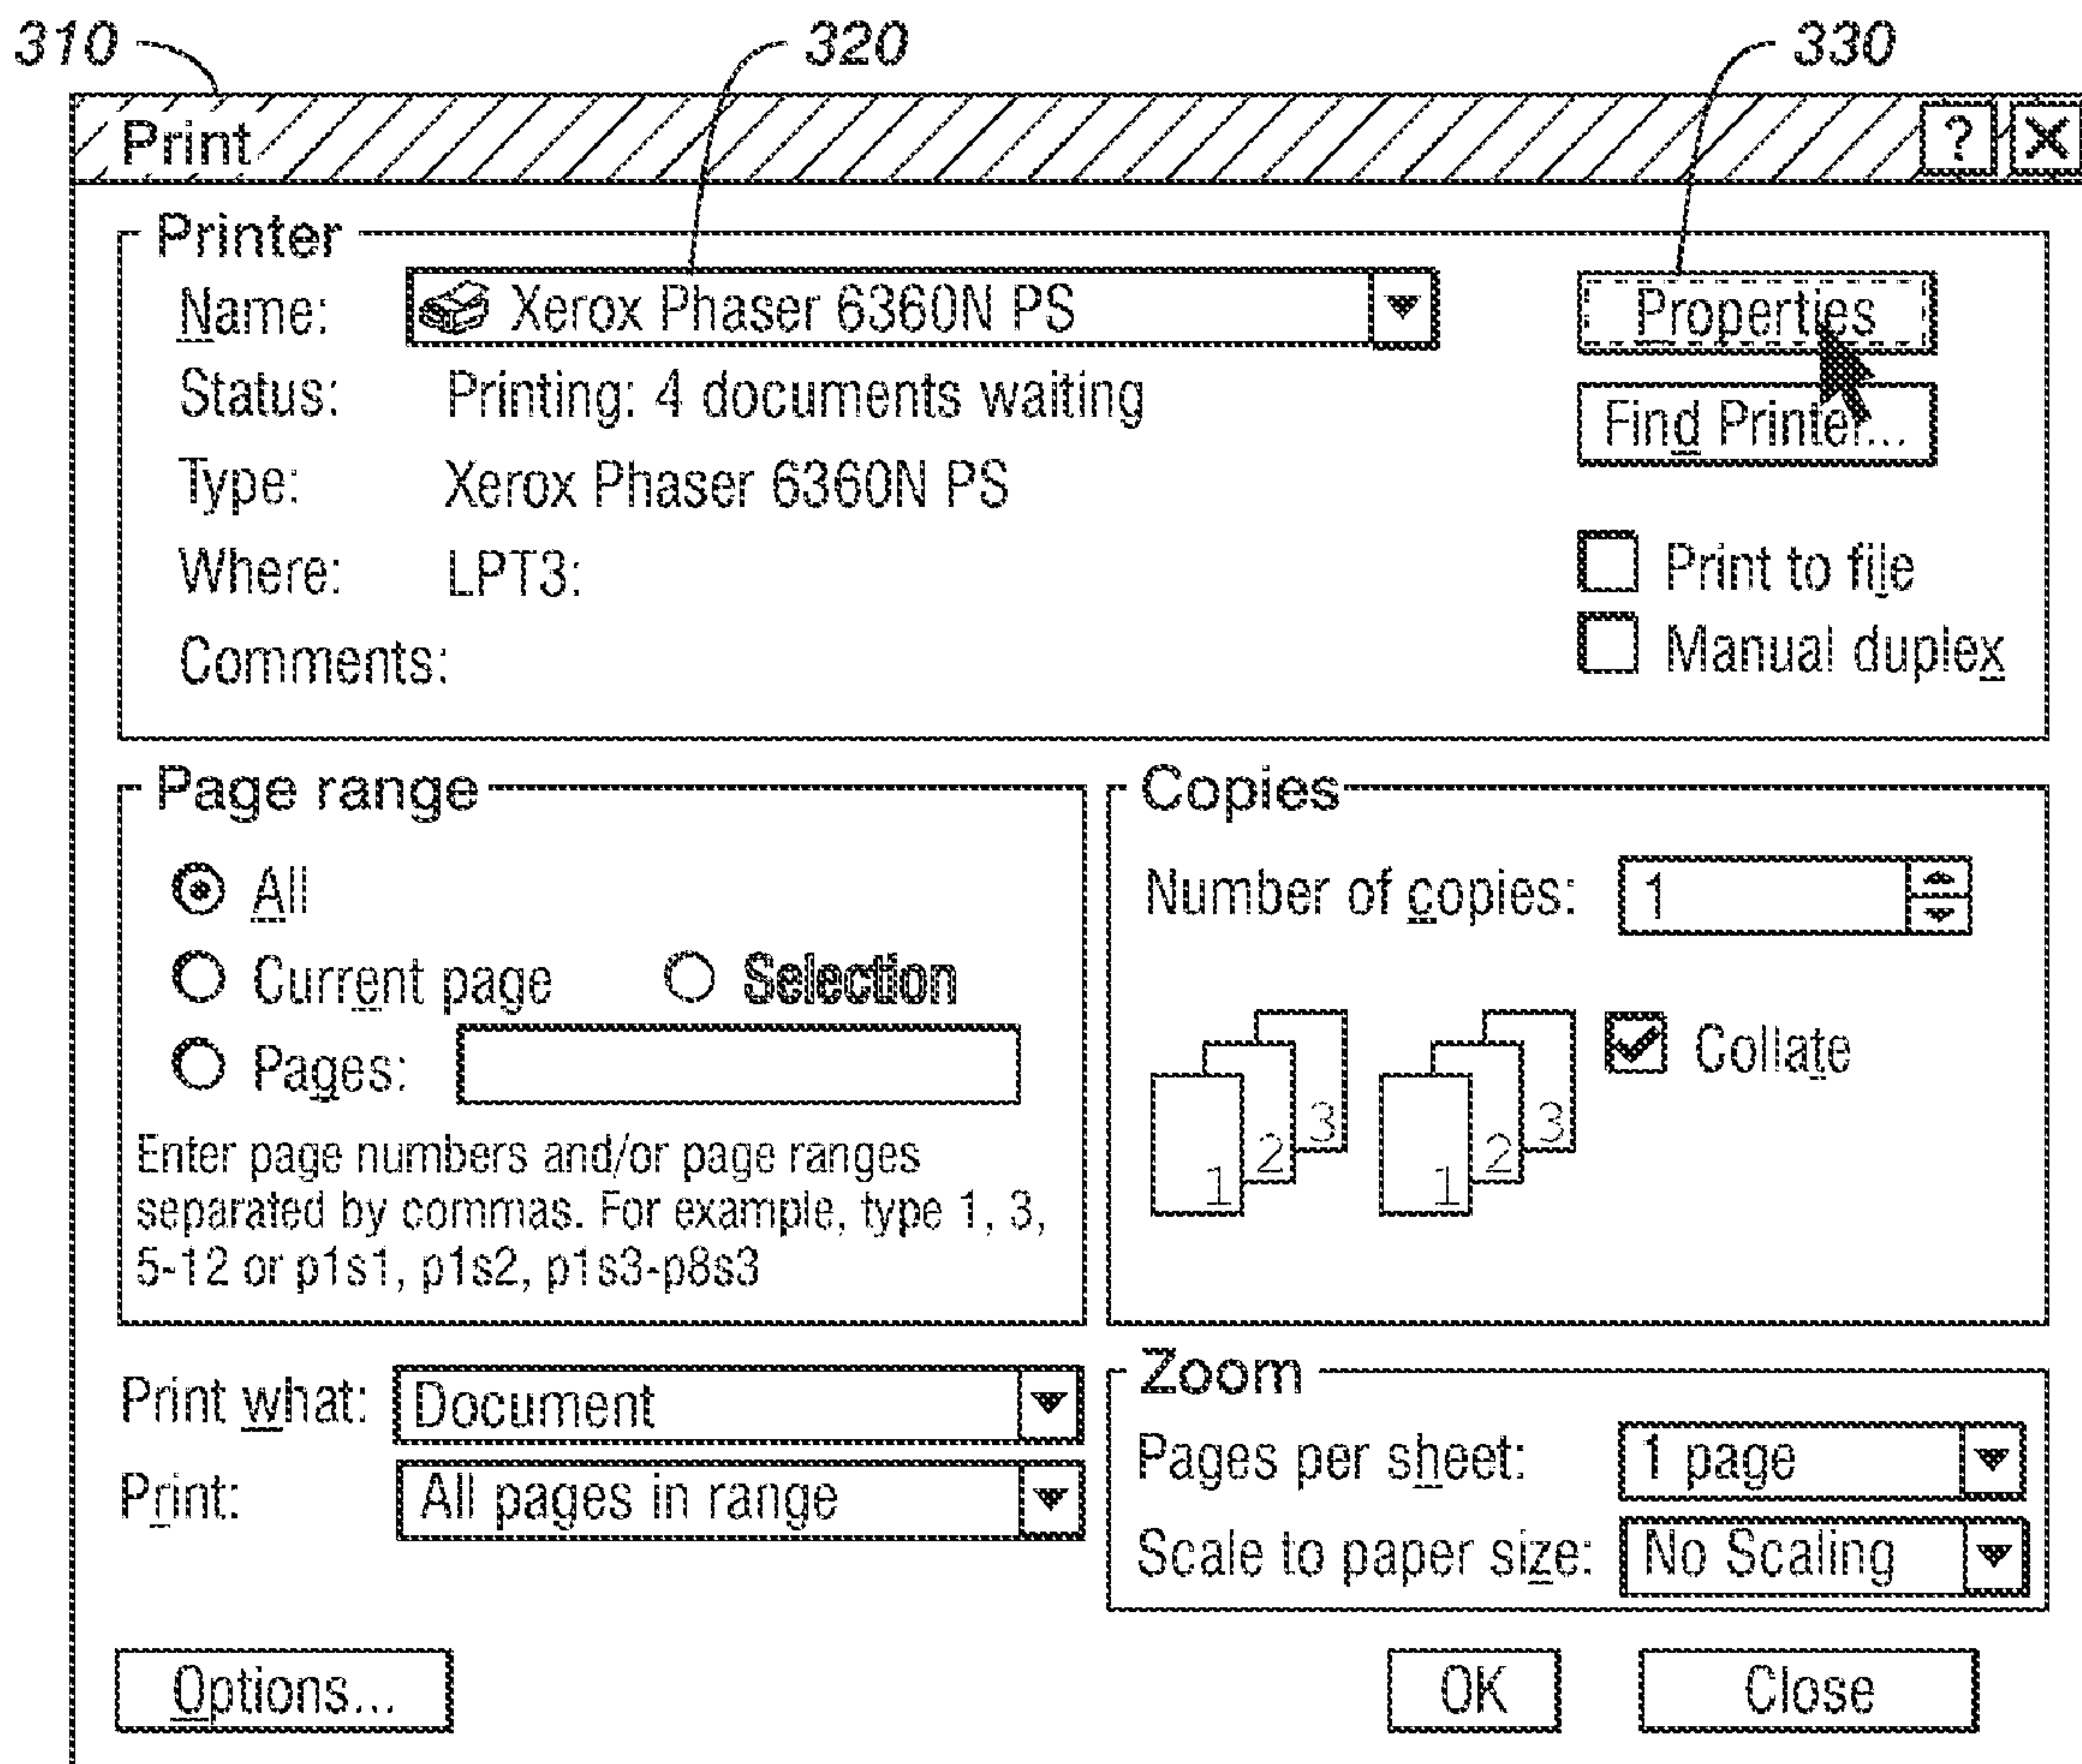 310 320 330
Print ? X
Printer
Name: Xerox Phaser 6360N PS Properties
Status: Printing: 4 documents waiting Find Printer...
Type: Xerox Phaser 6360N PS
Where: LPT3: Print to file
Comments: Manual duplex
Page range Copies
All Number of copies: 1
Current page Selection
Pages: Collate
1 2 3 1 2 3
Enter page numbers and/or page ranges
separated by commas. For example, type 1, 3,
5-12 or p1s1, p1s2, p1s3-p8s3
Print what: Document Zoom
Pages per sheet: 1 page
Print: All pages in range
Scale to paper size: No Scaling
Options... OK Close